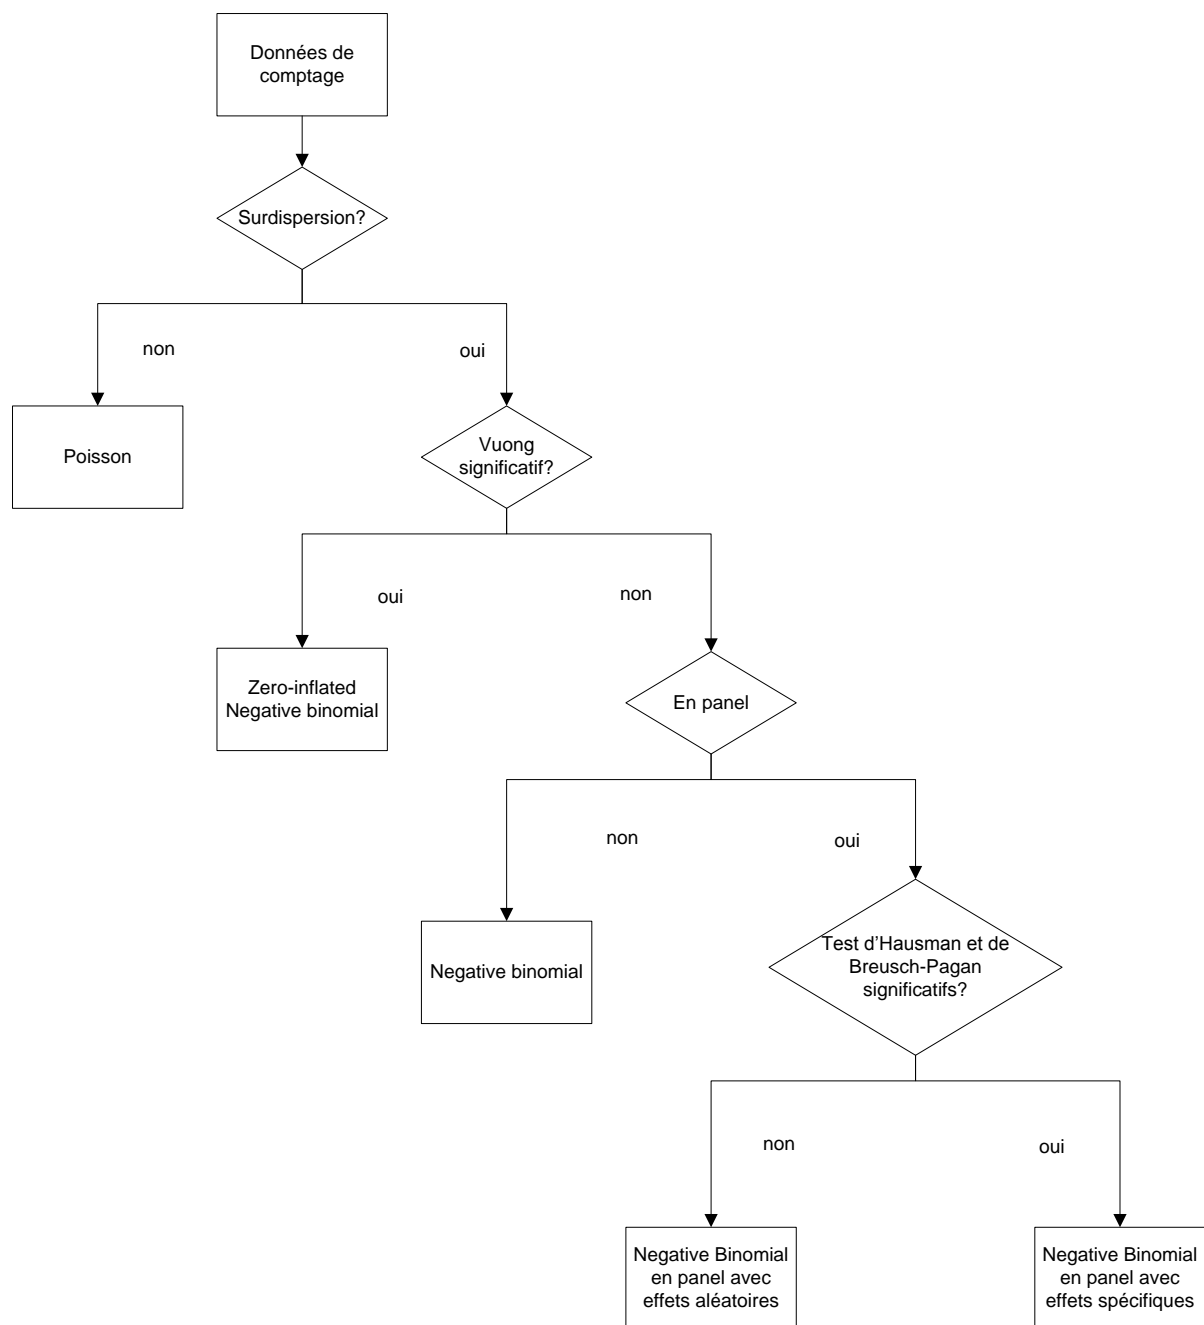 Données de
comptage
Surdispersion?
non
oui
Poisson
Vuong
significatif?
oui
non
Zero-inflated
Negative binomial
En panel
non
oui
Negative binomial
Test d'Hausman et de
Breusch-Pagan
significatifs?
non
oui
Negative Binomial
en panel avec
effets aléatoires
Negative Binomial
en panel avec
effets spécifiques